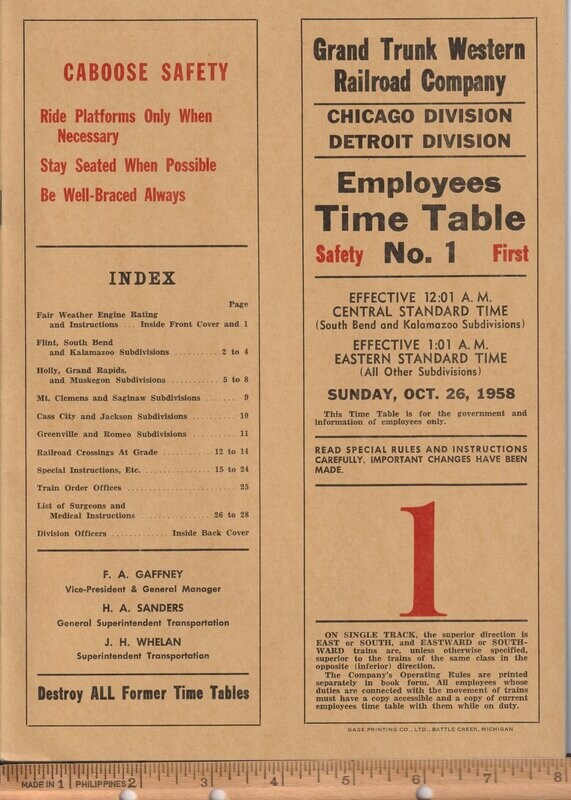 CABOOSE SAFETY
Ride Platforms Only When
Necessary
Stay Seated When Possible
Be Well-Braced Always
INDEX
Page
Fair Weather Engine Rating
and Instructions ... Inside Front Cover and 1
Flint, South Bend
and Kalamazoo Subdivisions .......... 2 to 4
Holly, Grand Rapids,
and Muskegon Subdivisions .......... 5 to 8
Mt. Clemens and Saginaw Subdivisions ........ 9
Cass City and Jackson Subdivisions .......... 10
Greenville and Romeo Subdivisions .......... 11
Railroad Crossings At Grade .......... 12 to 14
Special Instructions, Etc. .......... 15 to 24
Train Order Offices .......... 25
List of Surgeons and
Medical Instructions .......... 26 to 28
Division Officers .......... Inside Back Cover
F. A. GAFFNEY
Vice-President & General Manager
H. A. SANDERS
General Superintendent Transportation
J. H. WHELAN
Superintendent Transportation
Destroy ALL Former Time Tables
Grand Trunk Western
Railroad Company
CHICAGO DIVISION
DETROIT DIVISION
Employees
Time Table
Safety No. 1 First
EFFECTIVE 12:01 A. M.
CENTRAL STANDARD TIME
(South Bend and Kalamazoo Subdivisions)
EFFECTIVE 1:01 A. M.
EASTERN STANDARD TIME
(All Other Subdivisions)
SUNDAY, OCT. 26, 1958
This Time Table is for the government and
information of employees only.
READ SPECIAL RULES AND INSTRUCTIONS
CAREFULLY. IMPORTANT CHANGES HAVE BEEN
MADE.
1
ON SINGLE TRACK, the superior direction is
EAST or SOUTH, and EASTWARD or SOUTH-
WARD trains are, unless otherwise specified,
superior to the trains of the same class in the
opposite (inferior) direction.
The Company's Operating Rules are printed
separately in book form. All employees whose
duties are connected with the movement of trains
must have a copy accessible and a copy of current
employees time table with them while on duty.
GAGE PRINTING CO., LTD., BATTLE CREEK, MICHIGAN
MADE IN 1 PHILIPPINES 2 3 4 5 6 7 8